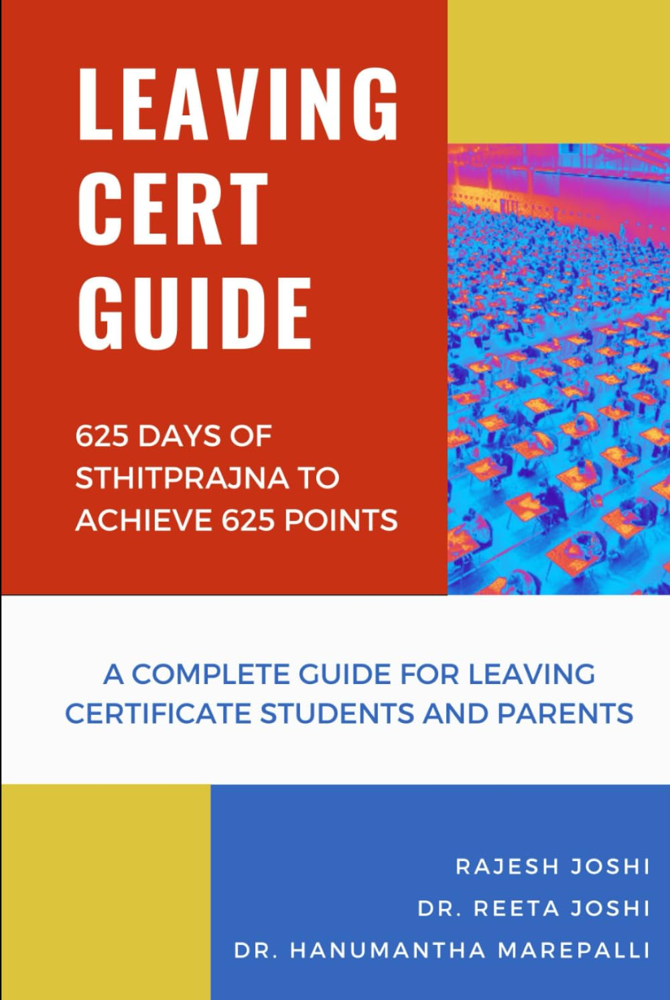 LEAVING
CERT
GUIDE
625 DAYS OF
STHITPRAJNA TO
ACHIEVE 625 POINTS
A COMPLETE GUIDE FOR LEAVING
CERTIFICATE STUDENTS AND PARENTS
RAJESH JOSHI
DR. REETA JOSHI
DR. HANUMANTHA MAREPALLI